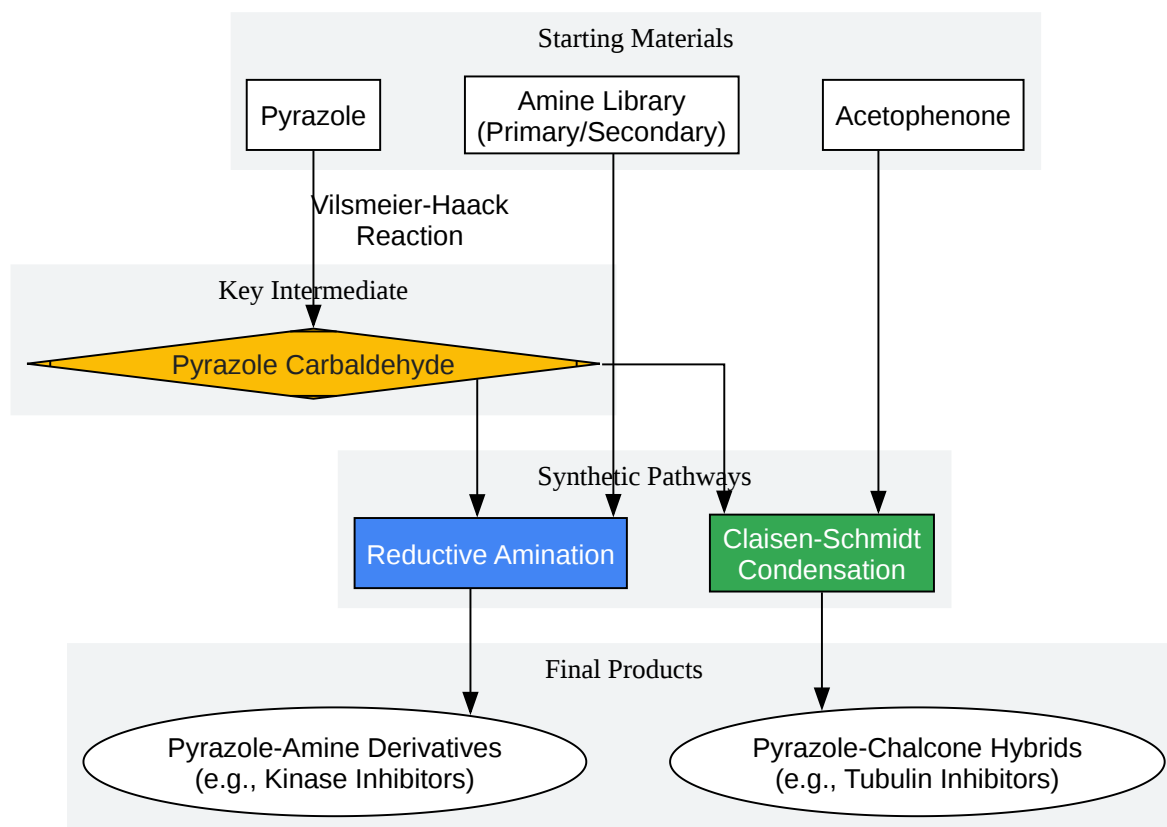 Starting Materials
Pyrazole
Amine Library
(Primary/Secondary)
Acetophenone
Vilsmeier-Haack
Reaction
Key Intermediate
Pyrazole Carbaldehyde
Synthetic Pathways
Reductive Amination
Claisen-Schmidt
Condensation
Final Products
Pyrazole-Amine Derivatives
(e.g., Kinase Inhibitors)
Pyrazole-Chalcone Hybrids
(e.g., Tubulin Inhibitors)